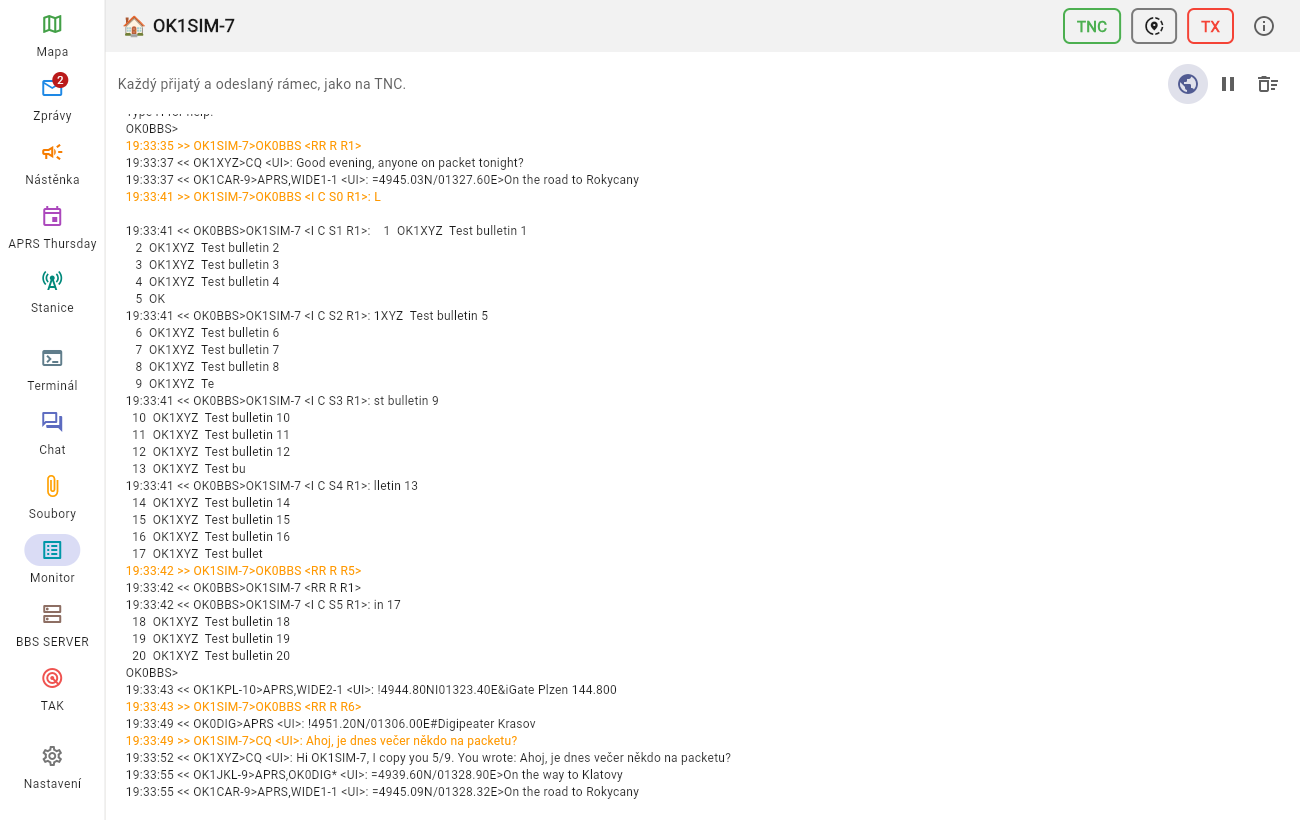 OK1SIM-7
TNC
TX
Mapa
2
Zprávy
Nástěnka
APRS Thursday
Stanice
Terminál
Chat
Soubory
Monitor
BBS SERVER
TAK
Nastavení
Každý přijatý a odeslaný rámec, jako na TNC.
OK0BBS>
19:33:35 >> OK1SIM-7>OK0BBS <RR R R1>
19:33:37 << OK1XYZ>CQ <UI>: Good evening, anyone on packet tonight?
19:33:37 << OK1CAR-9>APRS,WIDE1-1 <UI>: =4945.03N/01327.60E>On the road to Rokycany
19:33:41 >> OK1SIM-7>OK0BBS <I C S0 R1>: L
19:33:41 << OK0BBS>OK1SIM-7 <I C S1 R1>:    1  OK1XYZ  Test bulletin 1
2  OK1XYZ  Test bulletin 2
3  OK1XYZ  Test bulletin 3
4  OK1XYZ  Test bulletin 4
5  OK
19:33:41 << OK0BBS>OK1SIM-7 <I C S2 R1>: 1XYZ  Test bulletin 5
6  OK1XYZ  Test bulletin 6
7  OK1XYZ  Test bulletin 7
8  OK1XYZ  Test bulletin 8
9  OK1XYZ  Te
19:33:41 << OK0BBS>OK1SIM-7 <I C S3 R1>: st bulletin 9
10  OK1XYZ  Test bulletin 10
11  OK1XYZ  Test bulletin 11
12  OK1XYZ  Test bulletin 12
13  OK1XYZ  Test bu
19:33:41 << OK0BBS>OK1SIM-7 <I C S4 R1>: lletin 13
14  OK1XYZ  Test bulletin 14
15  OK1XYZ  Test bulletin 15
16  OK1XYZ  Test bulletin 16
17  OK1XYZ  Test bullet
19:33:42 >> OK1SIM-7>OK0BBS <RR R R5>
19:33:42 << OK0BBS>OK1SIM-7 <RR R R1>
19:33:42 << OK0BBS>OK1SIM-7 <I C S5 R1>: in 17
18  OK1XYZ  Test bulletin 18
19  OK1XYZ  Test bulletin 19
20  OK1XYZ  Test bulletin 20
OK0BBS>
19:33:43 << OK1KPL-10>APRS,WIDE2-1 <UI>: !4944.80NI01323.40E&iGate Plzen 144.800
19:33:43 >> OK1SIM-7>OK0BBS <RR R R6>
19:33:49 << OK0DIG>APRS <UI>: !4951.20N/01306.00E#Digipeater Krasov
19:33:49 >> OK1SIM-7>CQ <UI>: Ahoj, je dnes večer někdo na packetu?
19:33:52 << OK1XYZ>CQ <UI>: Hi OK1SIM-7, I copy you 5/9. You wrote: Ahoj, je dnes večer někdo na packetu?
19:33:55 << OK1JKL-9>APRS,OK0DIG* <UI>: =4939.60N/01328.90E>On the way to Klatovy
19:33:55 << OK1CAR-9>APRS,WIDE1-1 <UI>: =4945.09N/01328.32E>On the road to Rokycany